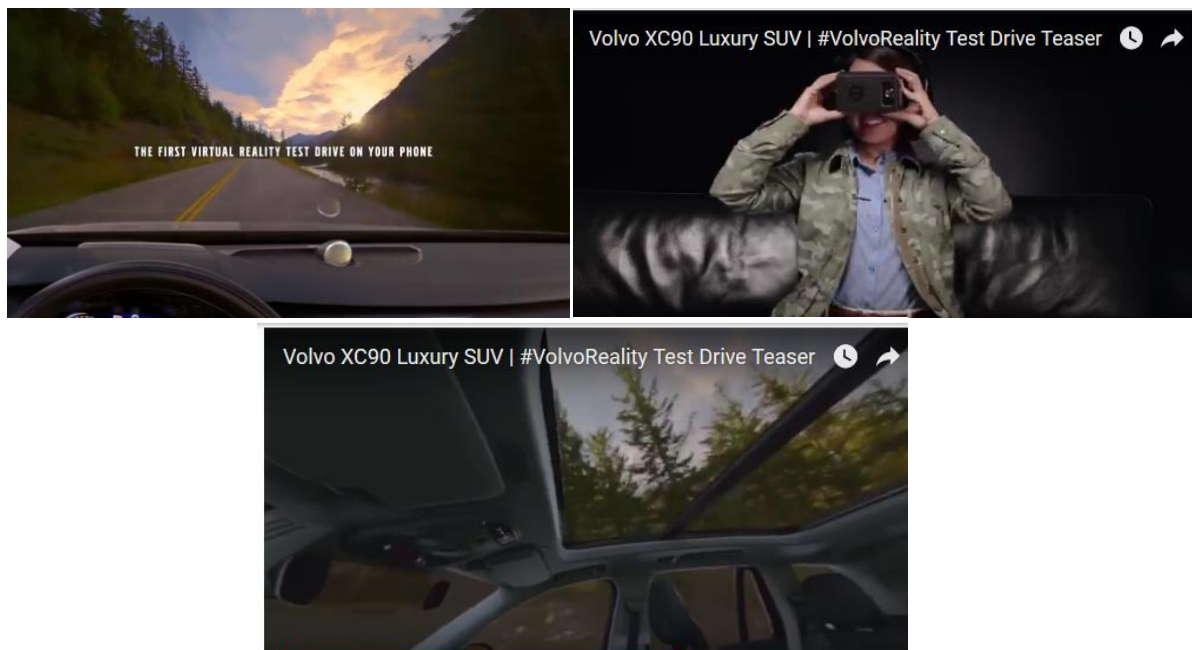 THE FIRST VIRTUAL REALITY TEST DRIVE ON YOUR PHONE
Volvo XC90 Luxury SUV | #VolvoReality Test Drive Teaser
Volvo XC90 Luxury SUV | #VolvoReality Test Drive Teaser